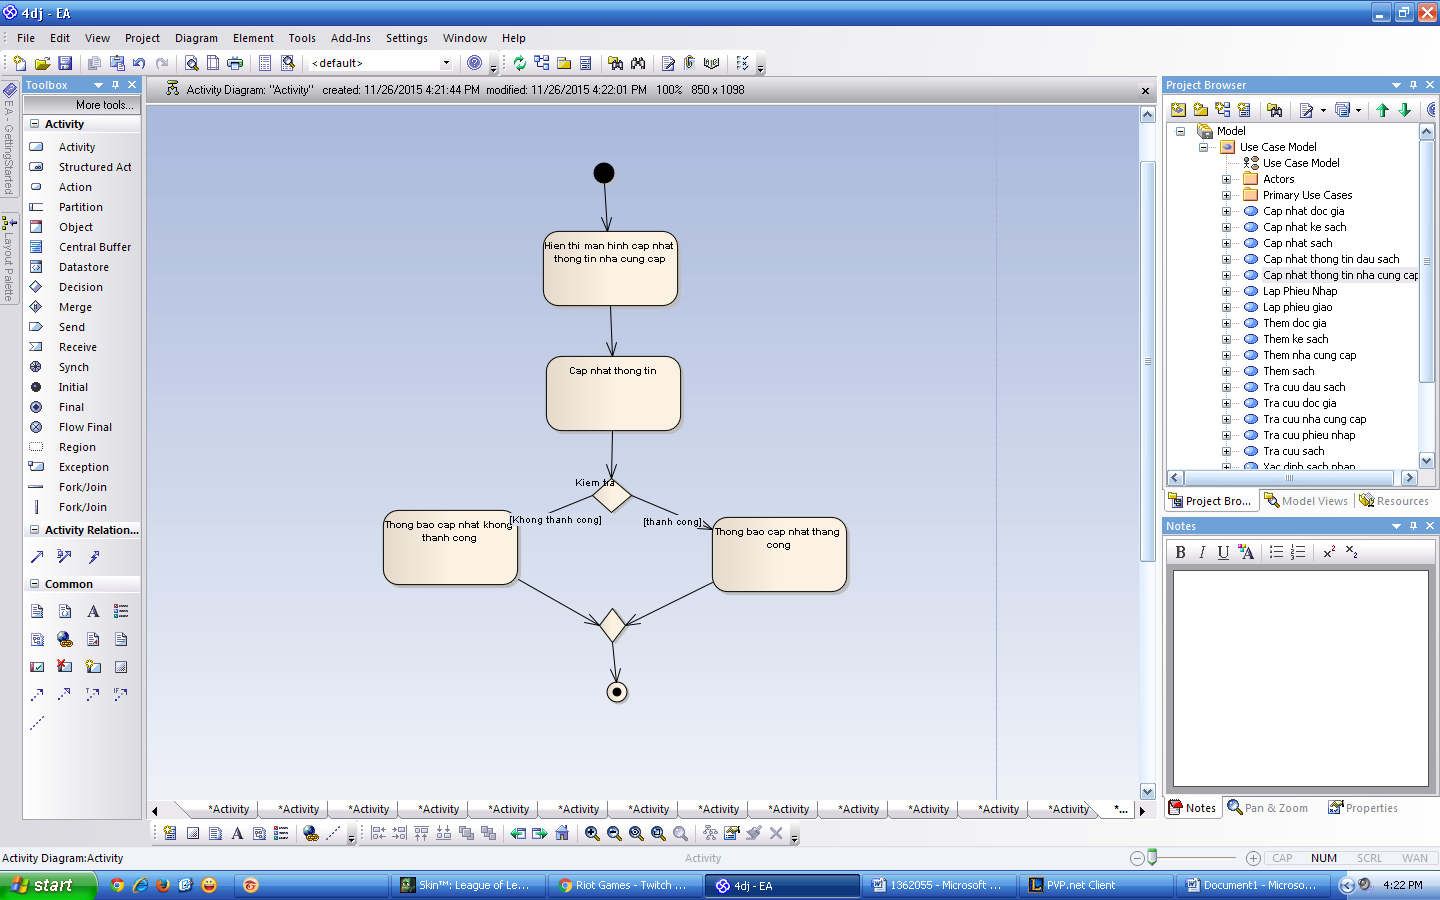 4dj - EA
File Edit View Project Diagram Element Tools Add-Ins Settings Window Help
<default>
Toolbox
More tools...
Activity
Activity
Structured Act
Action
Partition
Object
Central Buffer
Datastore
Decision
Merge
Send
Receive
Synch
Initial
Final
Flow Final
Region
Exception
Fork/Join
Fork/Join
Activity Relation...
Common
EA - GettingStarted
Layout Palette
Activity Diagram: "Activity" created: 11/26/2015 4:21:44 PM modified: 11/26/2015 4:22:01 PM 100% 850 x 1098
Hien thi man hinh cap nhat
thong tin nha cung cap
Cap nhat thong tin
Kiem tra
[Khong thanh cong]
[thanh cong]
Thong bao cap nhat khong
thanh cong
Thong bao cap nhat thang
cong
*Activity *Activity *Activity *Activity *Activity *Activity *Activity *Activity *Activity *Activity *Activity *Activity *Activity *...
Project Browser
Model
Use Case Model
Use Case Model
Actors
Primary Use Cases
Cap nhat doc gia
Cap nhat ke sach
Cap nhat sach
Cap nhat thong tin dau sach
Cap nhat thong tin nha cung cap
Lap Phieu Nhap
Lap phieu giao
Them doc gia
Them ke sach
Them nha cung cap
Them sach
Tra cuu dau sach
Tra cuu doc gia
Tra cuu nha cung cap
Tra cuu phieu nhap
Tra cuu sach
Xac dinh sach nhap
Project Bro... Model Views Resources
Notes
B I U A x² x₂
Notes Pan & Zoom Properties
Activity Diagram:Activity
Activity
CAP NUM SCRL WAN
start
Skin™: League of Le...
Riot Games - Twitch ...
4dj - EA
1362055 - Microsoft ...
PVP.net Client
Document1 - Microso...
4:22 PM